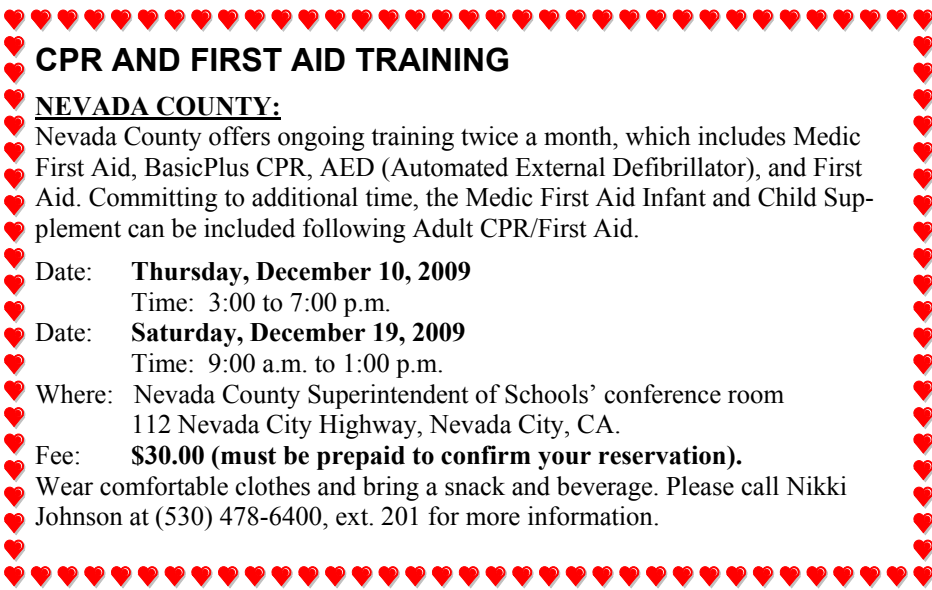 CPR AND FIRST AID TRAINING
NEVADA COUNTY:
Nevada County offers ongoing training twice a month, which includes Medic
First Aid, BasicPlus CPR, AED (Automated External Defibrillator), and First
Aid. Committing to additional time, the Medic First Aid Infant and Child Sup-
plement can be included following Adult CPR/First Aid.
Date: Thursday, December 10, 2009
Time: 3:00 to 7:00 p.m.
Date: Saturday, December 19, 2009
Time: 9:00 a.m. to 1:00 p.m.
Where: Nevada County Superintendent of Schools’ conference room
112 Nevada City Highway, Nevada City, CA.
Fee: $30.00 (must be prepaid to confirm your reservation).
Wear comfortable clothes and bring a snack and beverage. Please call Nikki
Johnson at (530) 478-6400, ext. 201 for more information.